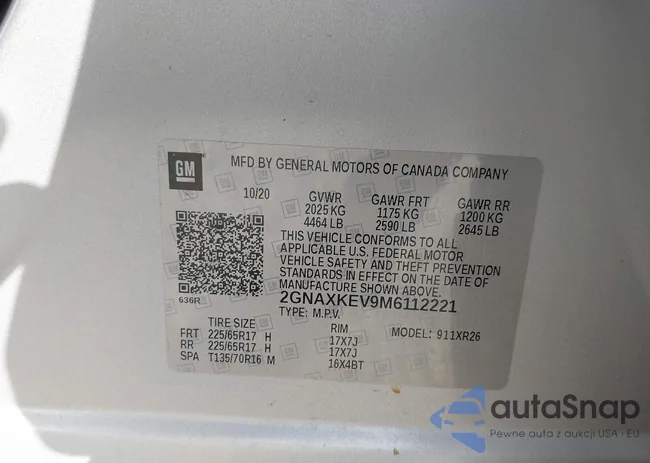 GM
MFD BY GENERAL MOTORS OF CANADA COMPANY
10/20 GVWR GAWR FRT GAWR RR
2025 KG 1175 KG 1200 KG
4464 LB 2590 LB 2645 LB
THIS VEHICLE CONFORMS TO ALL
APPLICABLE U.S. FEDERAL MOTOR
VEHICLE SAFETY AND THEFT PREVENTION
STANDARDS IN EFFECT ON THE DATE OF
MANUFACTURE SHOWN ABOVE.
636R
2GNAXKEV9M6112221
TYPE: M.P.V.
TIRE SIZE RIM MODEL: 911XR26
FRT 225/65R17 H 17X7J
RR 225/65R17 H 17X7J
SPA T135/70R16 M 16X4BT
autaSnap
Pewne auto z aukcji USA i EU